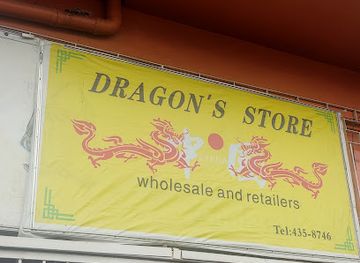 DRAGON'S STORE
wholesale and retailers
Tel:435-8746